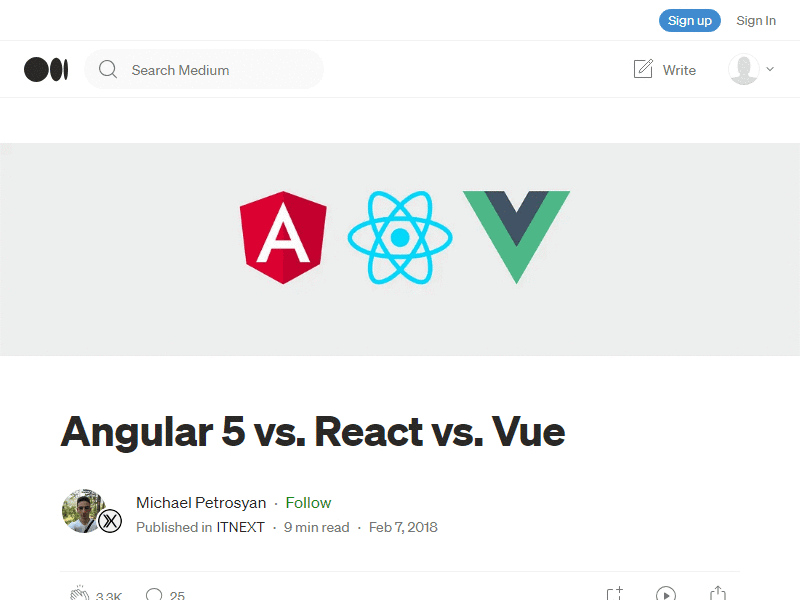 Sign up Sign In
Search Medium Write
Angular 5 vs. React vs. Vue
Michael Petrosyan · Follow
Published in ITNEXT · 9 min read · Feb 7, 2018
3.3K 25